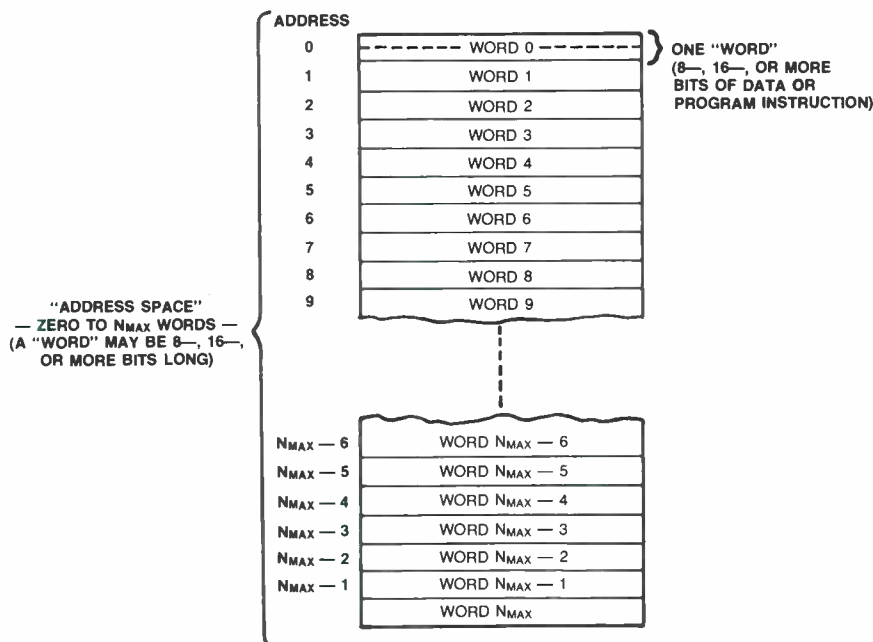 ADDRESS
0
WORD 0
ONE "WORD"
(8—, 16—, OR MORE
BITS OF DATA OR
PROGRAM INSTRUCTION)
1
WORD 1
2
WORD 2
3
WORD 3
4
WORD 4
5
WORD 5
6
WORD 6
7
WORD 7
8
WORD 8
9
WORD 9
"ADDRESS SPACE"
— ZERO TO NMAX WORDS —
(A "WORD" MAY BE 8—, 16—,
OR MORE BITS LONG)
NMAX — 6
WORD NMAX — 6
NMAX — 5
WORD NMAX — 5
NMAX — 4
WORD NMAX — 4
NMAX — 3
WORD NMAX — 3
NMAX — 2
WORD NMAX — 2
NMAX — 1
WORD NMAX — 1
WORD NMAX